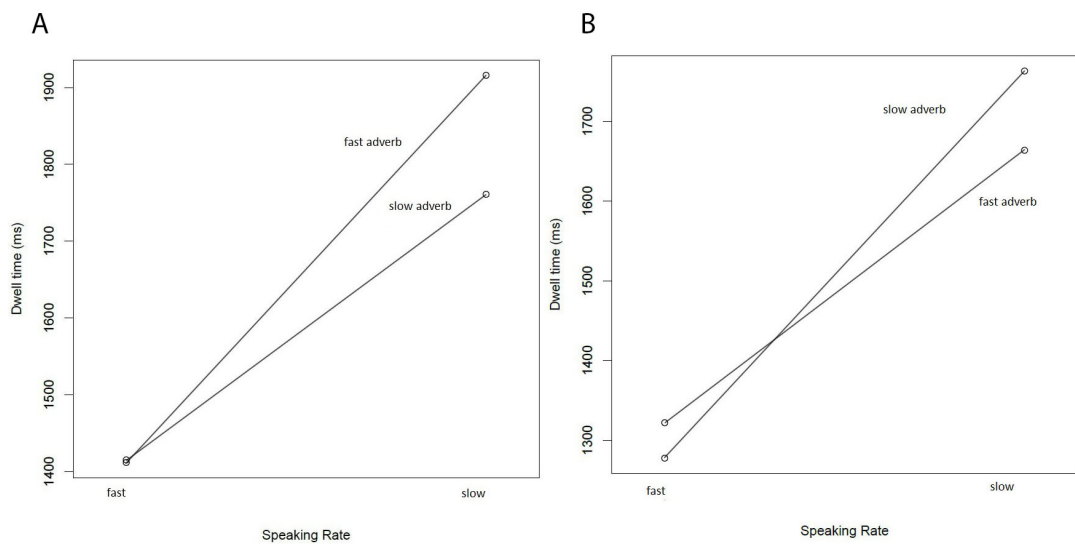 A
Dwell time (ms)
1900
1800
1700
1600
1500
1400
fast adverb
slow adverb
fast
slow
Speaking Rate
B
Dwell time (ms)
1700
1600
1500
1400
1300
slow adverb
fast adverb
fast
slow
Speaking Rate